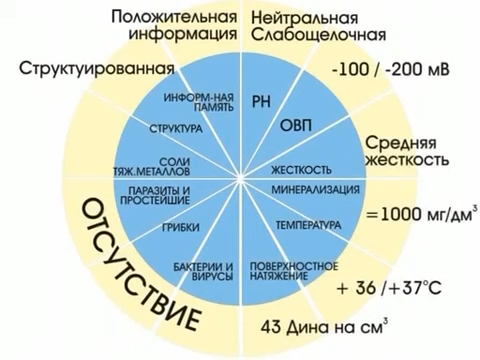 Положительная
информация
Нейтральная
Слабощелочная
Структуированная
-100 / -200 мВ
ИНФОРМ-НАЯ
ПАМЯТЬ
РН
СТРУКТУРА
ОВП
Средняя
жесткость
СОЛИ
ТЯЖ.МЕТАЛЛОВ
ЖЕСТКОСТЬ
ПАРАЗИТЫ И
ПРОСТЕЙШИЕ
МИНЕРАЛИЗАЦИЯ
=1000 мг/дм³
ГРИБКИ
ТЕМПЕРАТУРА
ОТСУТСТВИЕ
БАКТЕРИИ И
ВИРУСЫ
ПОВЕРХНОСТНОЕ
НАТЯЖЕНИЕ
+ 36 /+37°С
43 Дина на см³